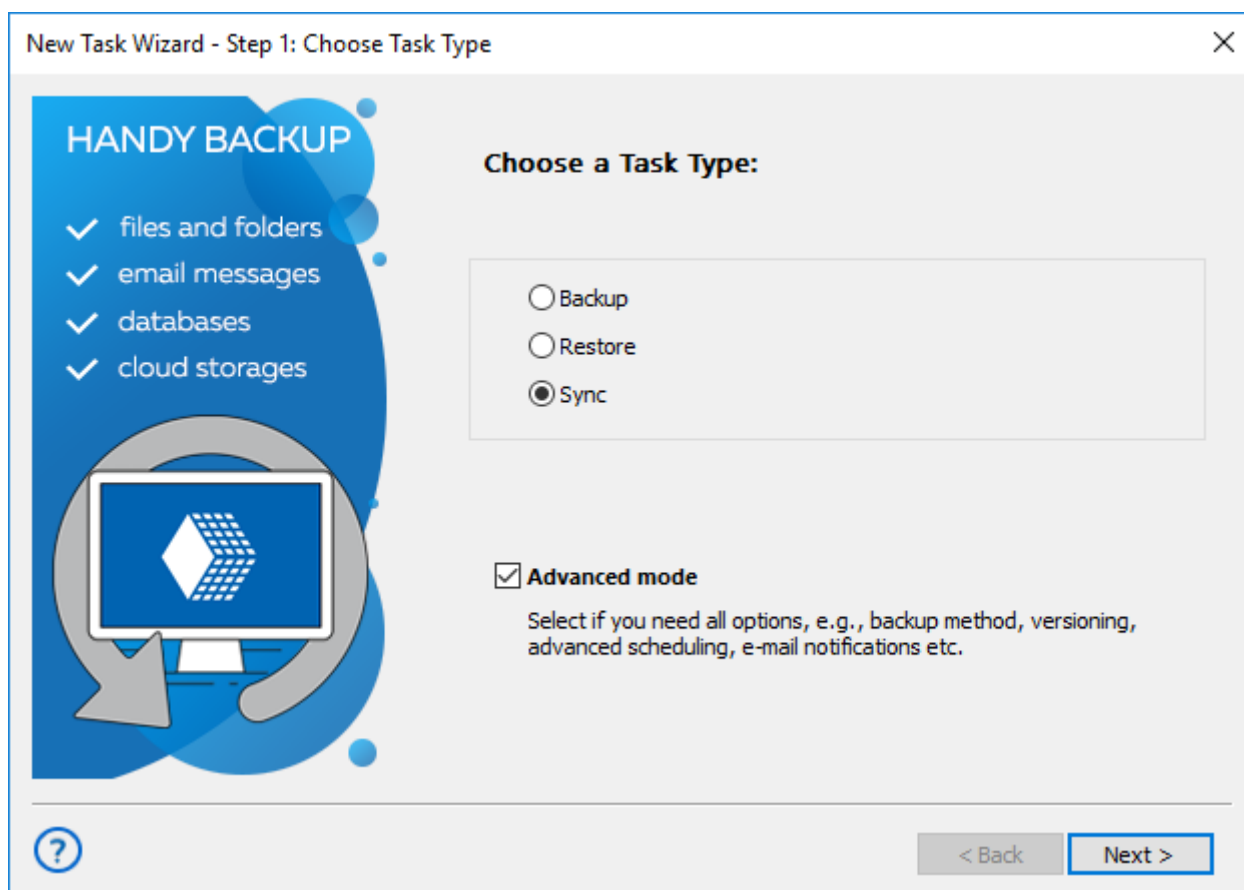 New Task Wizard - Step 1: Choose Task Type
HANDY BACKUP
files and folders
email messages
databases
cloud storages
Choose a Task Type:
Backup
Restore
Sync
Advanced mode
Select if you need all options, e.g., backup method, versioning,
advanced scheduling, e-mail notifications etc.
?
< Back
Next >